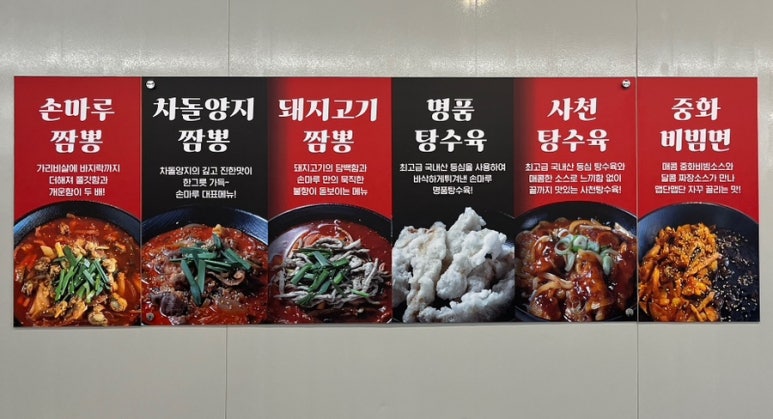 손마루
짬뽕
가리비살에 바지락까지
더해져 쫄깃함과
개운함이 두 배!
차돌양지
짬뽕
차돌양지의 깊고 진한맛이
한그릇 가득~
손마루 대표메뉴!
돼지고기
짬뽕
돼지고기의 담백함과
손마루 만의 묵직한
불향이 돋보이는 메뉴
명품
탕수육
최고급 국내산 등심을 사용하여
바삭하게튀겨낸 손마루
명품탕수육!
사천
탕수육
최고급 국내산 등심 탕수육와
매콤한 소스로 느끼함 없이
끝까지 맛있는 사천탕수육!
중화
비빔면
매콤 중화비빔소스와
달콤 짜장소스가 만나
맵단맵단 자꾸 끌리는 맛!